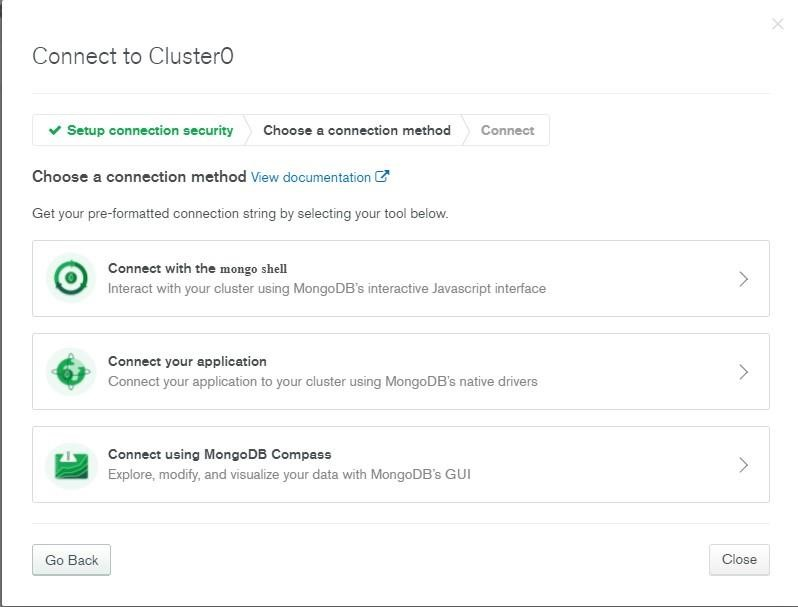 Connect to Cluster0
Setup connection security
Choose a connection method
Connect
Choose a connection method View documentation
Get your pre-formatted connection string by selecting your tool below.
Connect with the mongo shell
Interact with your cluster using MongoDB's interactive Javascript interface
Connect your application
Connect your application to your cluster using MongoDB's native drivers
Connect using MongoDB Compass
Explore, modify, and visualize your data with MongoDB's GUI
Go Back
Close